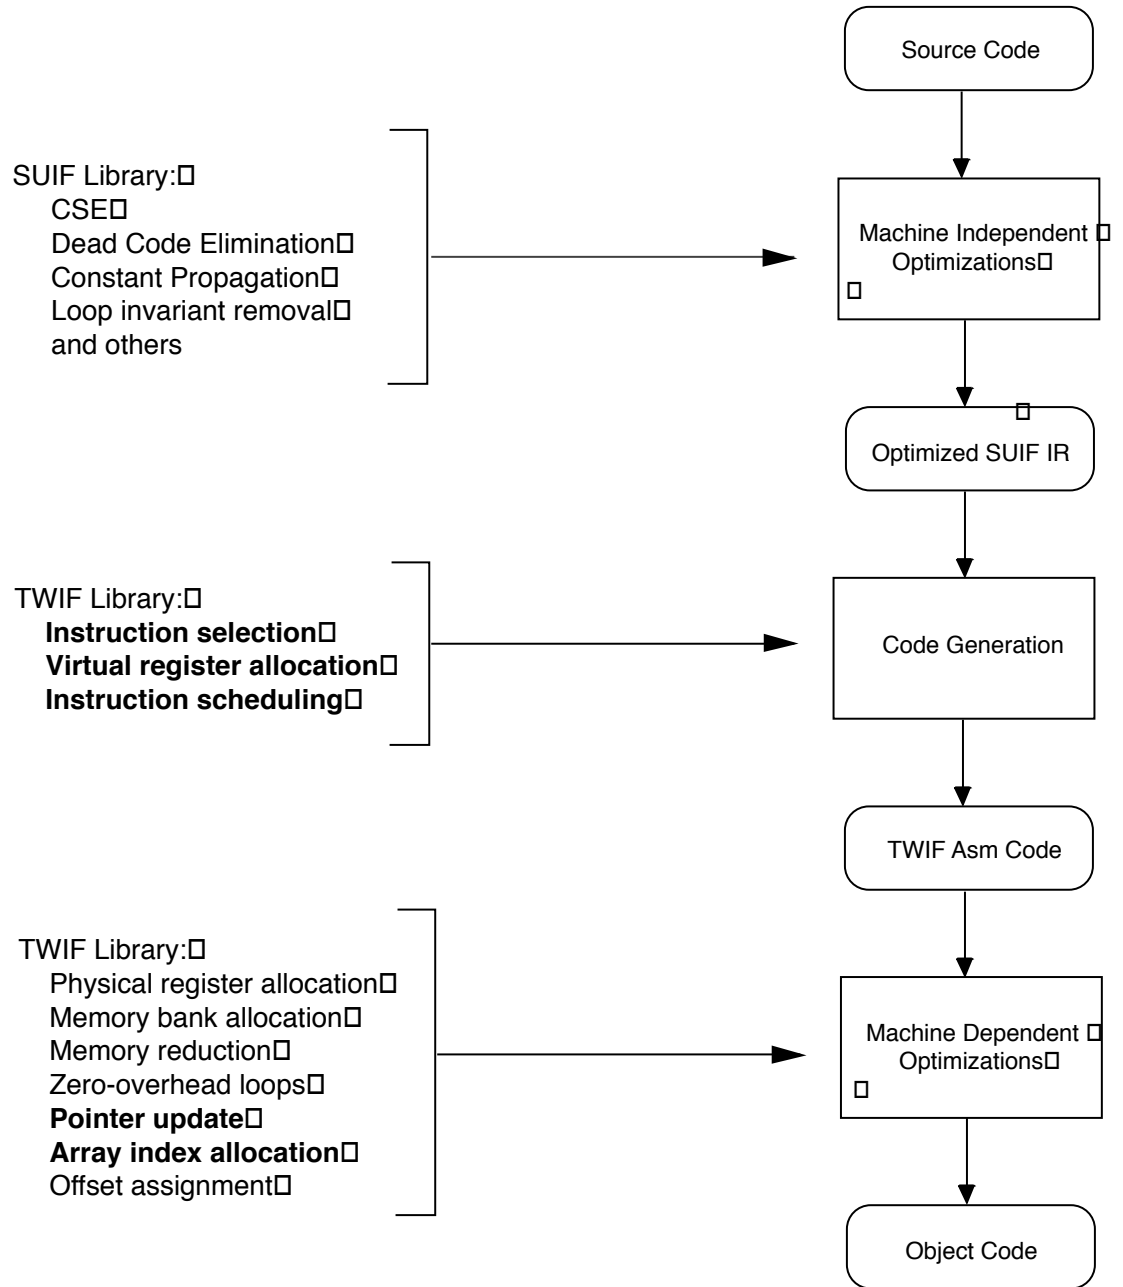 Source Code
SUIF Library:
CSE
Dead Code Elimination
Constant Propagation
Loop invariant removal
and others
Machine Independent
Optimizations
Optimized SUIF IR
TWIF Library:
Instruction selection
Virtual register allocation
Instruction scheduling
Code Generation
TWIF Asm Code
TWIF Library:
Physical register allocation
Memory bank allocation
Memory reduction
Zero-overhead loops
Pointer update
Array index allocation
Offset assignment
Machine Dependent
Optimizations
Object Code